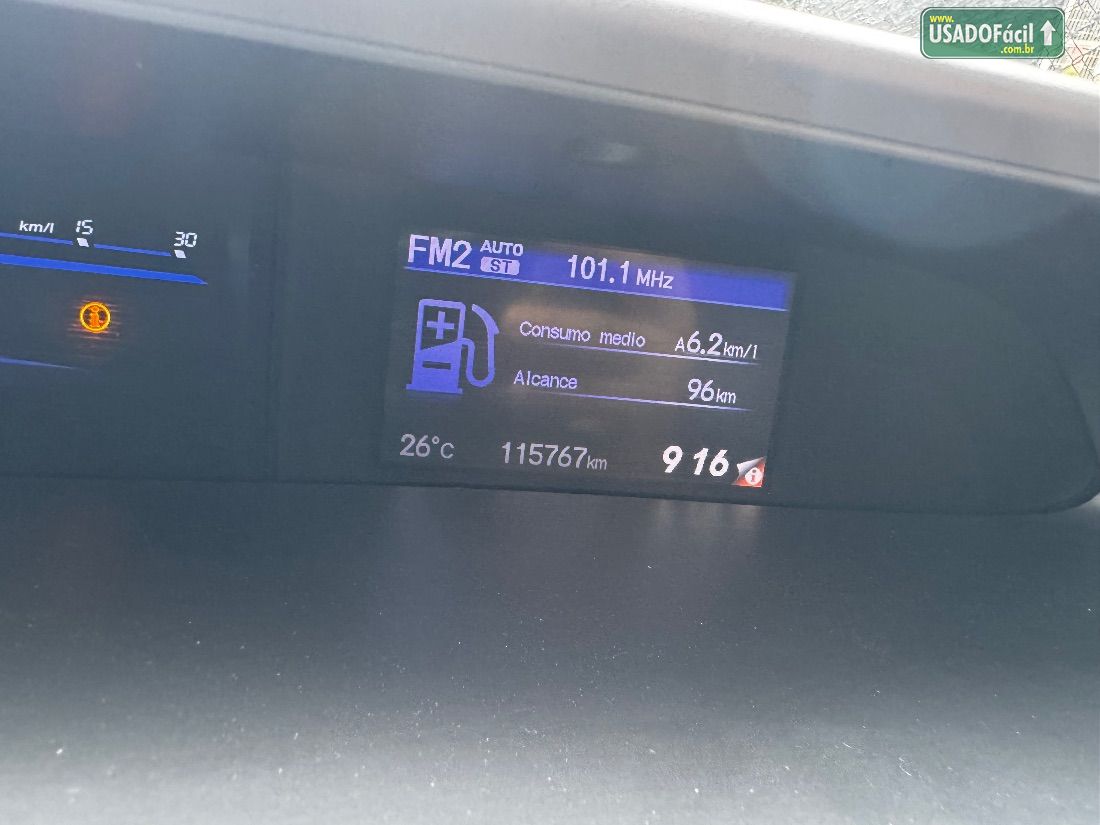 www.
USADOFácil
.com.br
km/l 15 30
FM2 AUTO ST 101.1 MHz
Consumo medio A6.2km/l
Alcance 96km
26°C 115767km 9 16